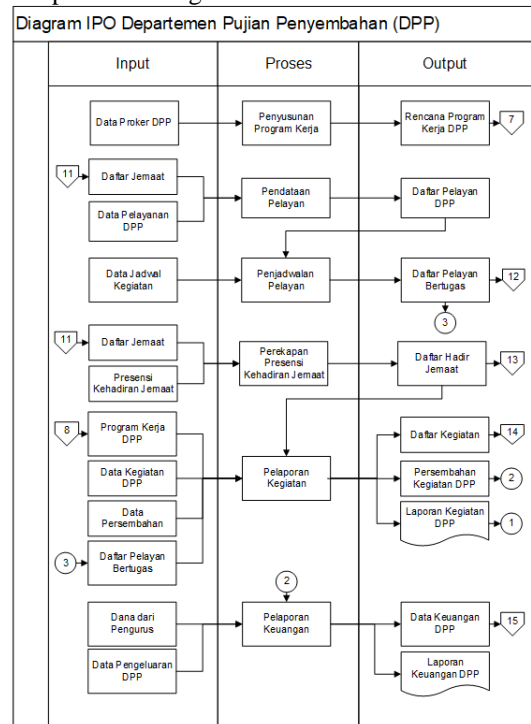 Diagram IPO Departemen Pujian Penyembahan (DPP)
Input
Proses
Output
Data Proker DPP
Penyusunan
Program Kerja
Rencana Program
Kerja DPP
7
11
Daftar Jemaat
Data Pelayanan
DPP
Pendataan
Pelayan
Daftar Pelayan
DPP
Data Jadwal
Kegiatan
Penjadwalan
Pelayan
Daftar Pelayan
Bertugas
12
3
11
Daftar Jemaat
Presensi
Kehadiran Jemaat
Perekapan
Presensi
Kehadiran Jemaat
Daftar Hadir
Jemaat
13
8
Program Kerja
DPP
Data Kegiatan
DPP
Data
Persembahan
3
Daftar Pelayan
Bertugas
Pelaporan
Kegiatan
Daftar Kegiatan
14
Persembahan
Kegiatan DPP
2
Laporan Kegiatan
DPP
1
2
Dana dari
Pengurus
Data Pengeluaran
DPP
Pelaporan
Keuangan
Data Keuangan
DPP
15
Laporan
Keuangan DPP